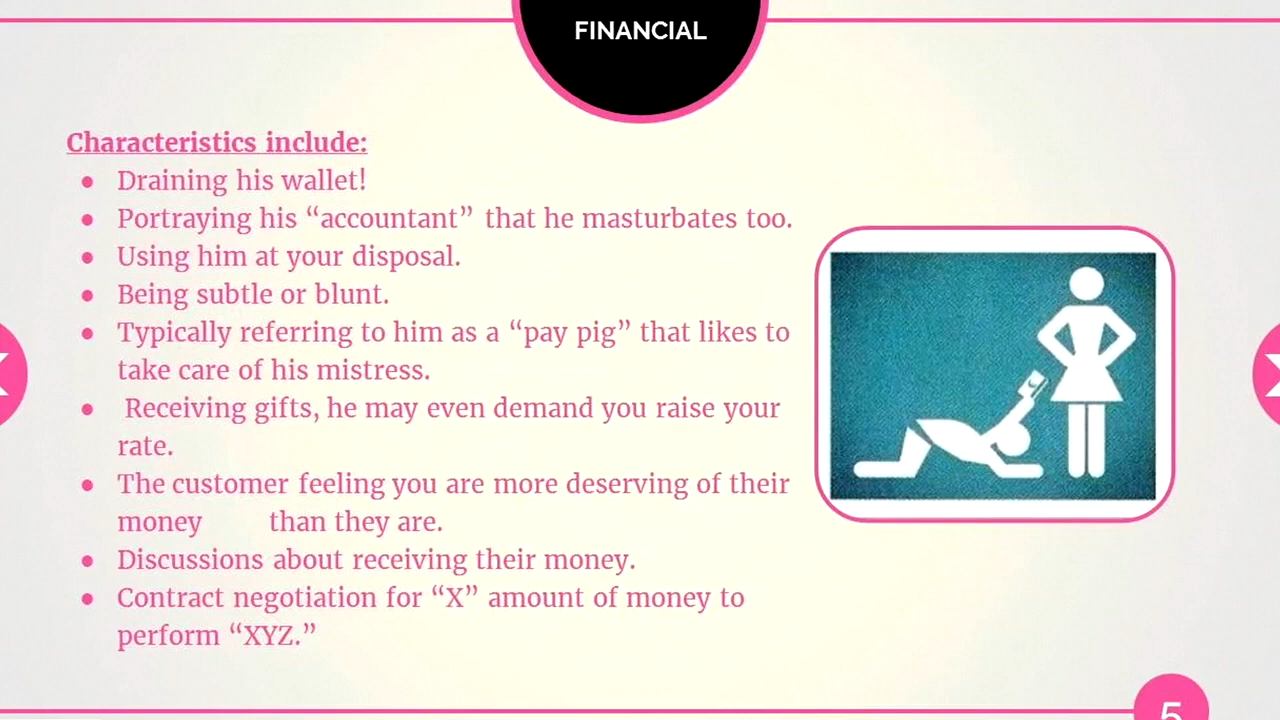 FINANCIAL
Characteristics include:
● Draining his wallet!
● Portraying his “accountant” that he masturbates too.
● Using him at your disposal.
● Being subtle or blunt.
● Typically referring to him as a “pay pig” that likes to
take care of his mistress.
● Receiving gifts, he may even demand you raise your
rate.
● The customer feeling you are more deserving of their
money than they are.
● Discussions about receiving their money.
● Contract negotiation for “X” amount of money to
perform “XYZ.”
5